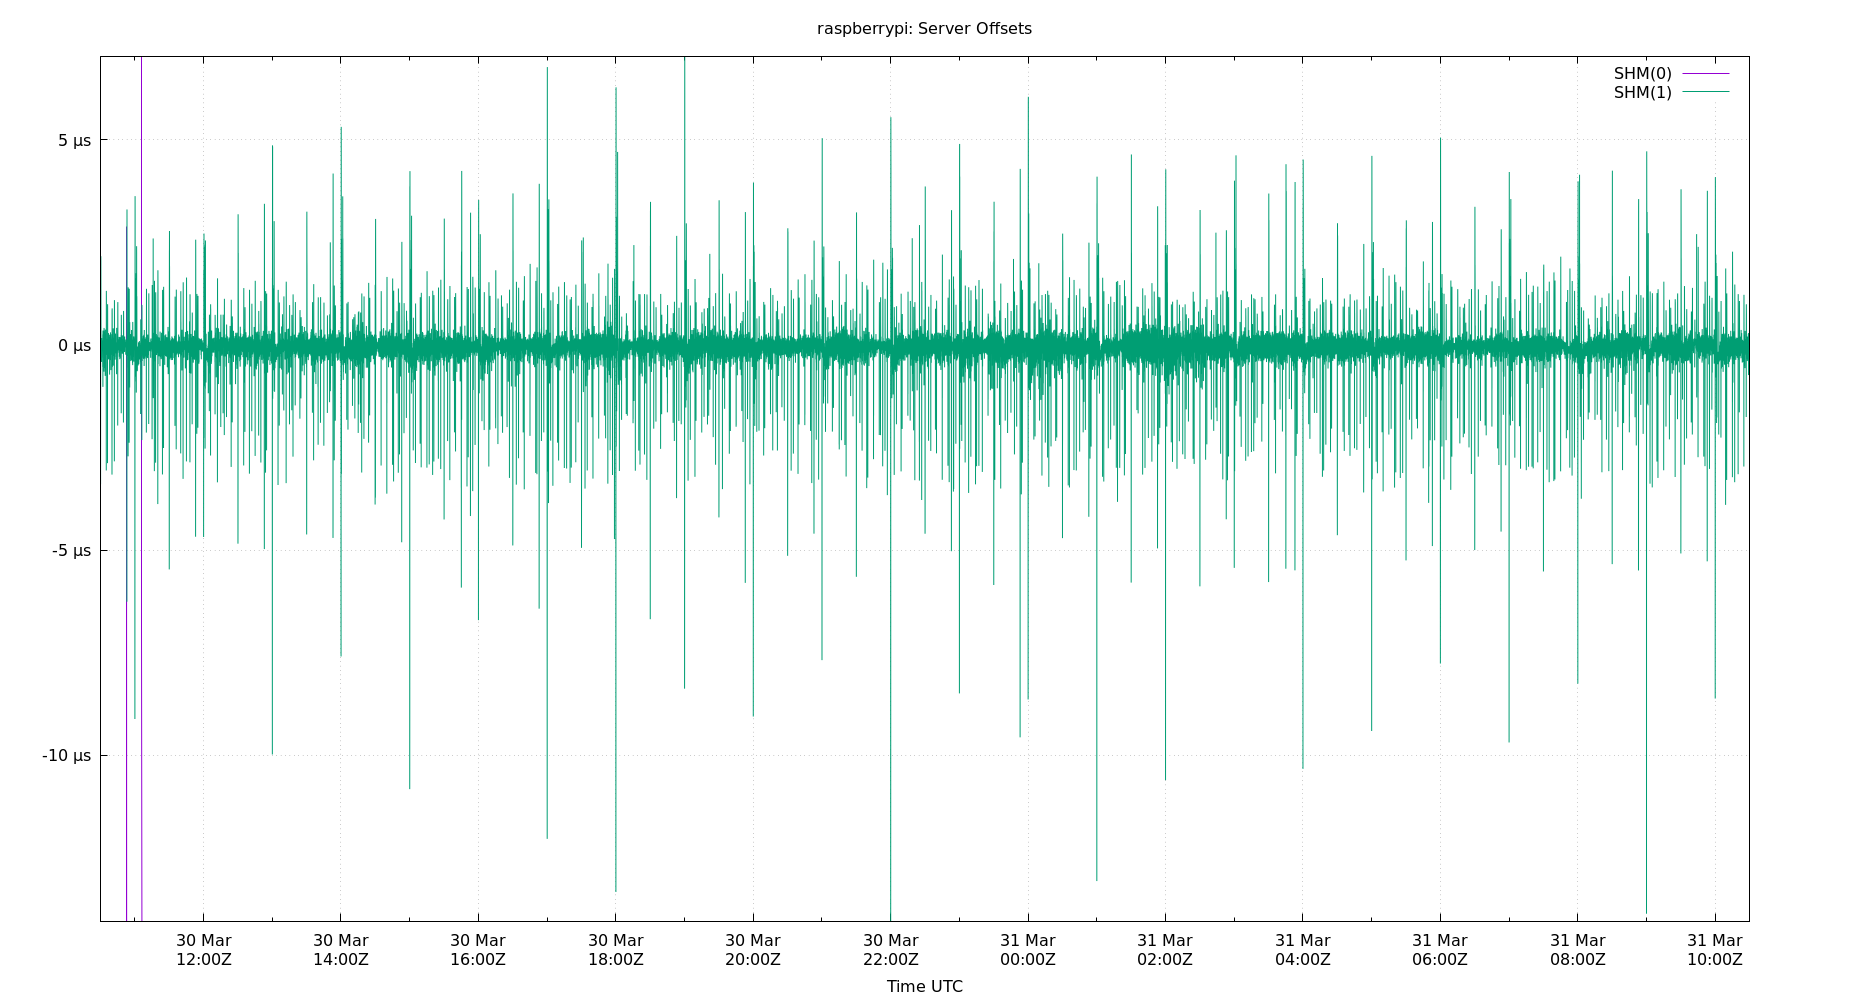 raspberrypi: Server Offsets
SHM(0)
SHM(1)
5 µs
0 µs
-5 µs
-10 µs
30 Mar 30 Mar 30 Mar 30 Mar 30 Mar 30 Mar 31 Mar 31 Mar 31 Mar 31 Mar 31 Mar 31 Mar
12:00Z 14:00Z 16:00Z 18:00Z 20:00Z 22:00Z 00:00Z 02:00Z 04:00Z 06:00Z 08:00Z 10:00Z
Time UTC